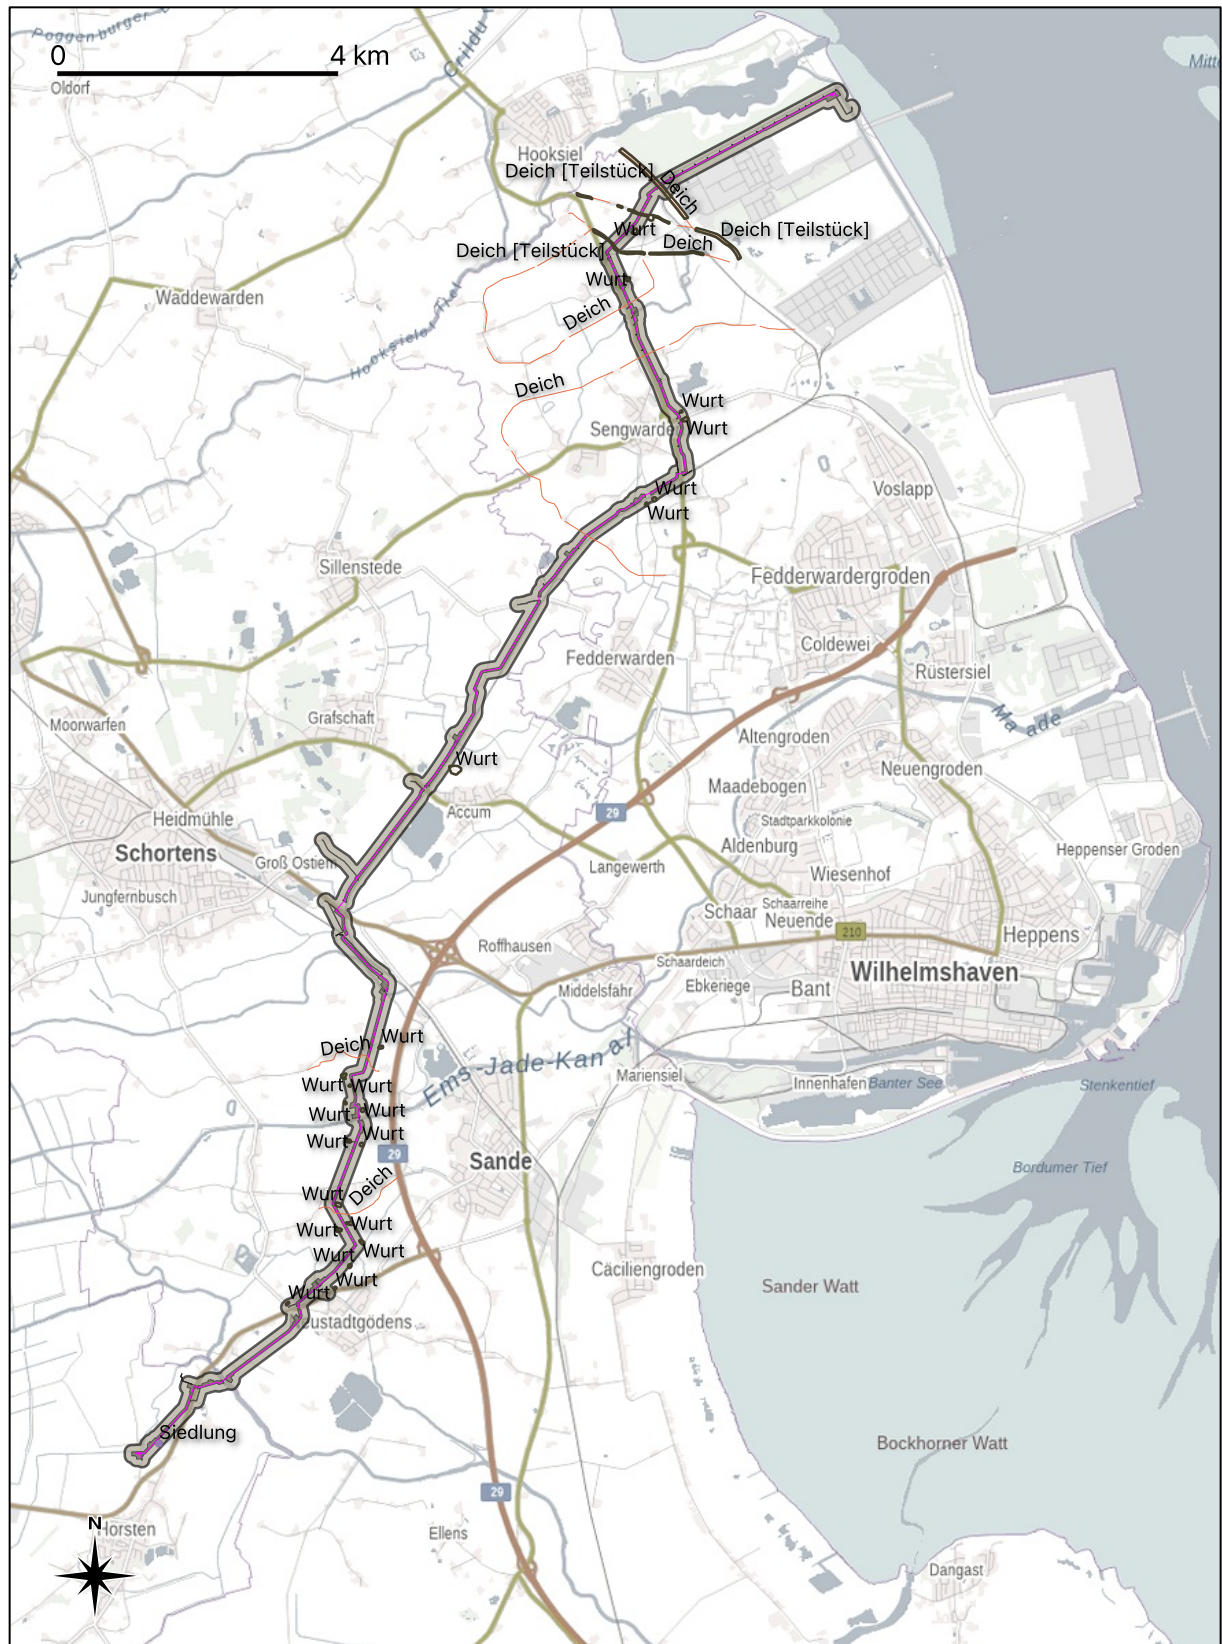 Poggenburger
0
4 km
Crildu
Mitte
Oldorf
Hooksiel
Deich [Teilstück]
Deich
Wurt
Deich [Teilstück]
Deich
Deich [Teilstück]
Wurt
Waddewarden
Deich
Hooksieler Tief
Deich
Wurt
Sengwarde
Wurt
Wurt
Voslapp
Wurt
Sillenstede
Fedderwardergroden
Coldewei
Fedderwarden
Rüstersiel
Maade
Moorwarfen
Grafschaft
Altengroden
Wurt
Neuengroden
Maadebogen
29
Accum
Heidmühle
Stadtparkkolonie
Aldenburg
Heppenser Groden
Schortens
Groß Ostiem
Langewerth
Wiesenhof
Jungfernbusch
Schaarreihe
Schaar
Neuende
210
Heppens
Roffhausen
Schaardeich
Wilhelmshaven
Middelsfähr
Ebkeriege
Bant
Deich
Wurt
Ems-Jade-Kanal
Mariensiel
Wurt
Wurt
Innenhafen
Banter See
Stenkentief
Wurt
Wurt
Wurt
Wurt
29
Sande
Bordumer Tief
Wurt
Deich
Wurt
Wurt
Wurt
Wurt
Cäciliengroden
Wurt
Sander Watt
Wurt
eustadtgödens
Siedlung
Bockhorner Watt
29
N
Horsten
Ellens
Dangast